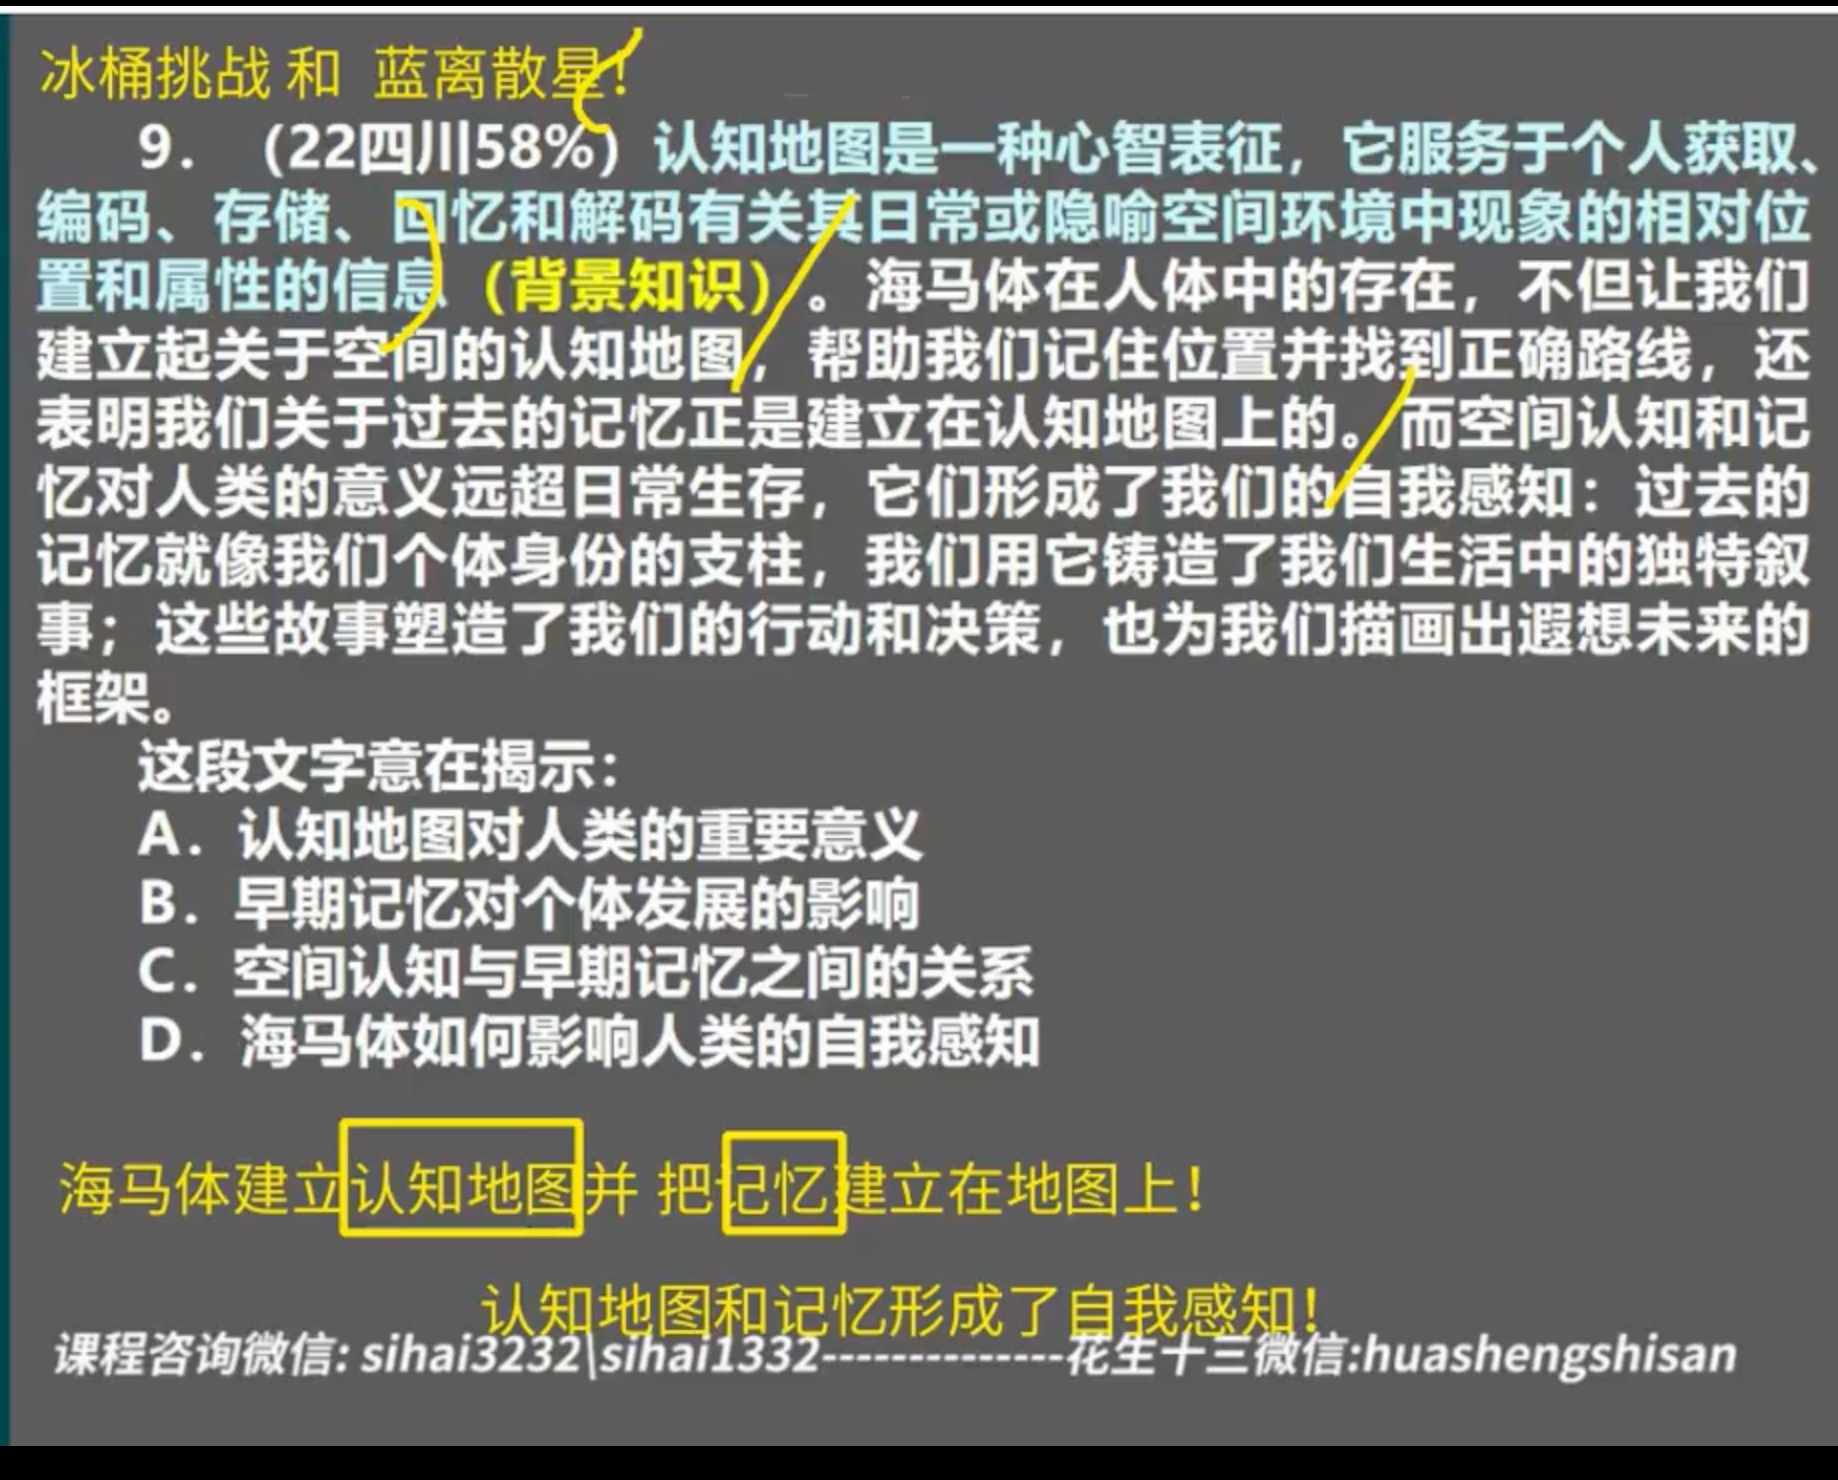 冰桶挑战 和 蓝离散星！
9. （22四川58%）认知地图是一种心智表征，它服务于个人获取、
编码、存储、回忆和解码有关其日常或隐喻空间环境中现象的相对位
置和属性的信息（背景知识）。海马体在人体中的存在，不但让我们
建立起关于空间的认知地图，帮助我们记住位置并找到正确路线，还
表明我们关于过去的记忆正是建立在认知地图上的。而空间认知和记
忆对人类的意义远超日常生存，它们形成了我们的自我感知：过去的
记忆就像我们个体身份的支柱，我们用它铸造了我们生活中的独特叙
事；这些故事塑造了我们的行动和决策，也为我们描画出遐想未来的
框架。
这段文字意在揭示：
A. 认知地图对人类的重要意义
B. 早期记忆对个体发展的影响
C. 空间认知与早期记忆之间的关系
D. 海马体如何影响人类的自我感知
海马体建立认知地图并 把记忆建立在地图上！
认知地图和记忆形成了自我感知！
课程咨询微信: sihai3232\sihai1332--------------花生十三微信:huashengshisan